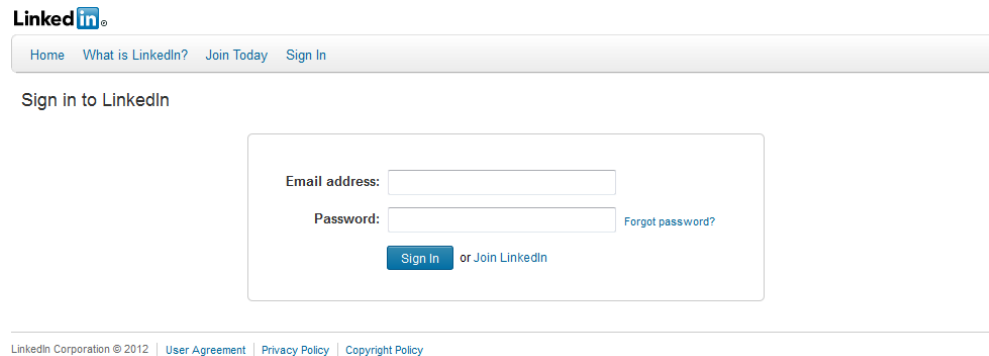 Linked in®
Home What is LinkedIn? Join Today Sign In
Sign in to LinkedIn
Email address:
Password: Forgot password?
Sign In or Join LinkedIn
LinkedIn Corporation © 2012 | User Agreement | Privacy Policy | Copyright Policy